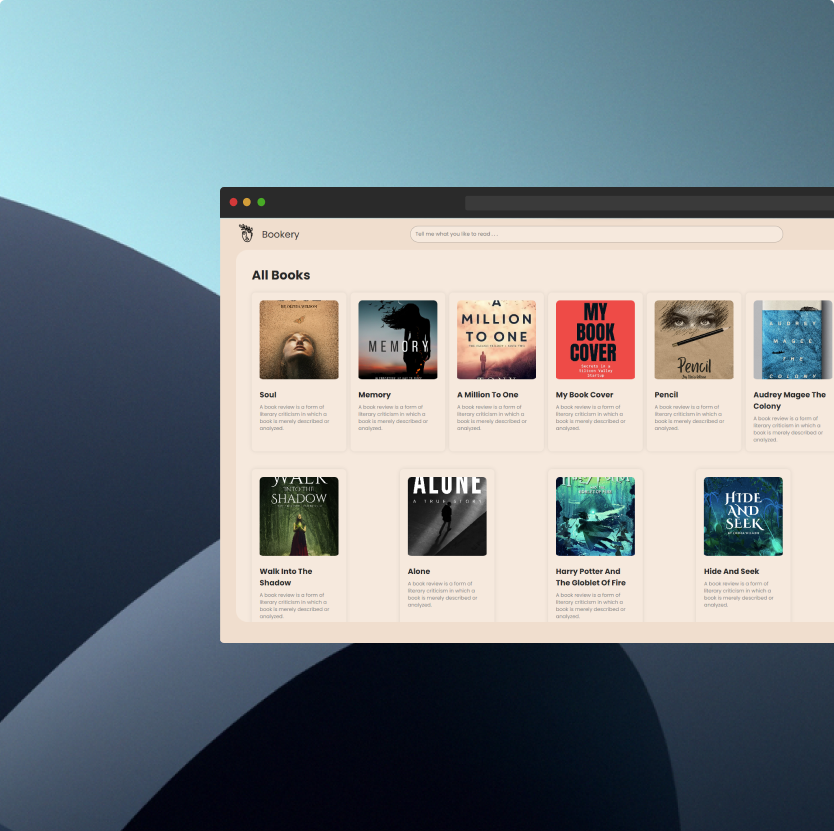 Bookery
Tell me what you like to read . . .
All Books
MEMORY
A
MILLION
TO ONE
MY
BOOK
COVER
Secrets in a
Silicon Valley
Startup
Pencil
AUDREY
MAGEE
THE
COLONY
Soul
A book review is a form of
literary criticism in which a
book is merely described or
analyzed.
Memory
A book review is a form of
literary criticism in which a
book is merely described or
analyzed.
A Million To One
A book review is a form of
literary criticism in which a
book is merely described or
analyzed.
My Book Cover
A book review is a form of
literary criticism in which a
book is merely described or
analyzed.
Pencil
A book review is a form of
literary criticism in which a
book is merely described or
analyzed.
Audrey Magee The
Colony
A book review is a form of
literary criticism in which a
book is merely described or
analyzed.
WALK
INTO THE
SHADOW
ALONE
A TRUE STORY
HIDE
AND
SEEK
Walk Into The
Shadow
A book review is a form of
literary criticism in which a
book is merely described or
analyzed.
Alone
A book review is a form of
literary criticism in which a
book is merely described or
analyzed.
Harry Potter And
The Globlet Of Fire
A book review is a form of
literary criticism in which a
book is merely described or
analyzed.
Hide And Seek
A book review is a form of
literary criticism in which a
book is merely described or
analyzed.